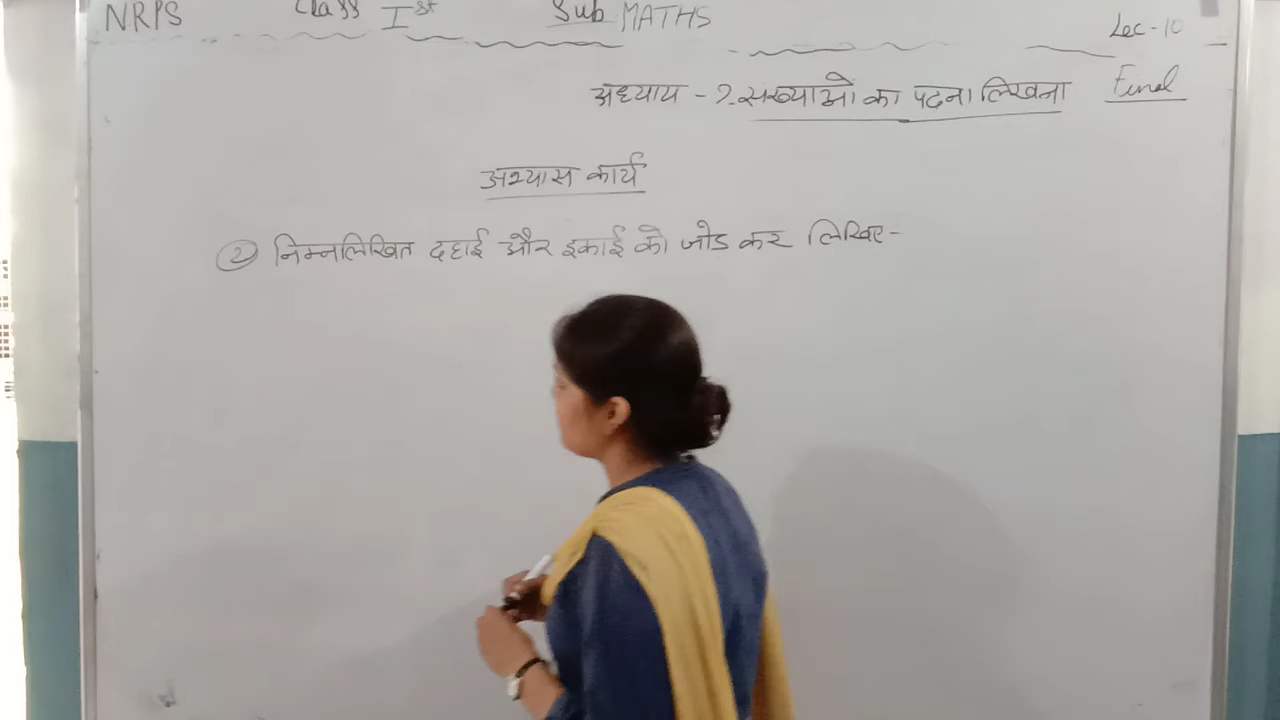 NRPS Class Ist Sub MATHS Lec-10
अध्याय - 2. सख्याओ का पढना लिखना Final
अभ्यास कार्य
② निम्नलिखित दहाई और इकाई को जोड कर लिखिए-